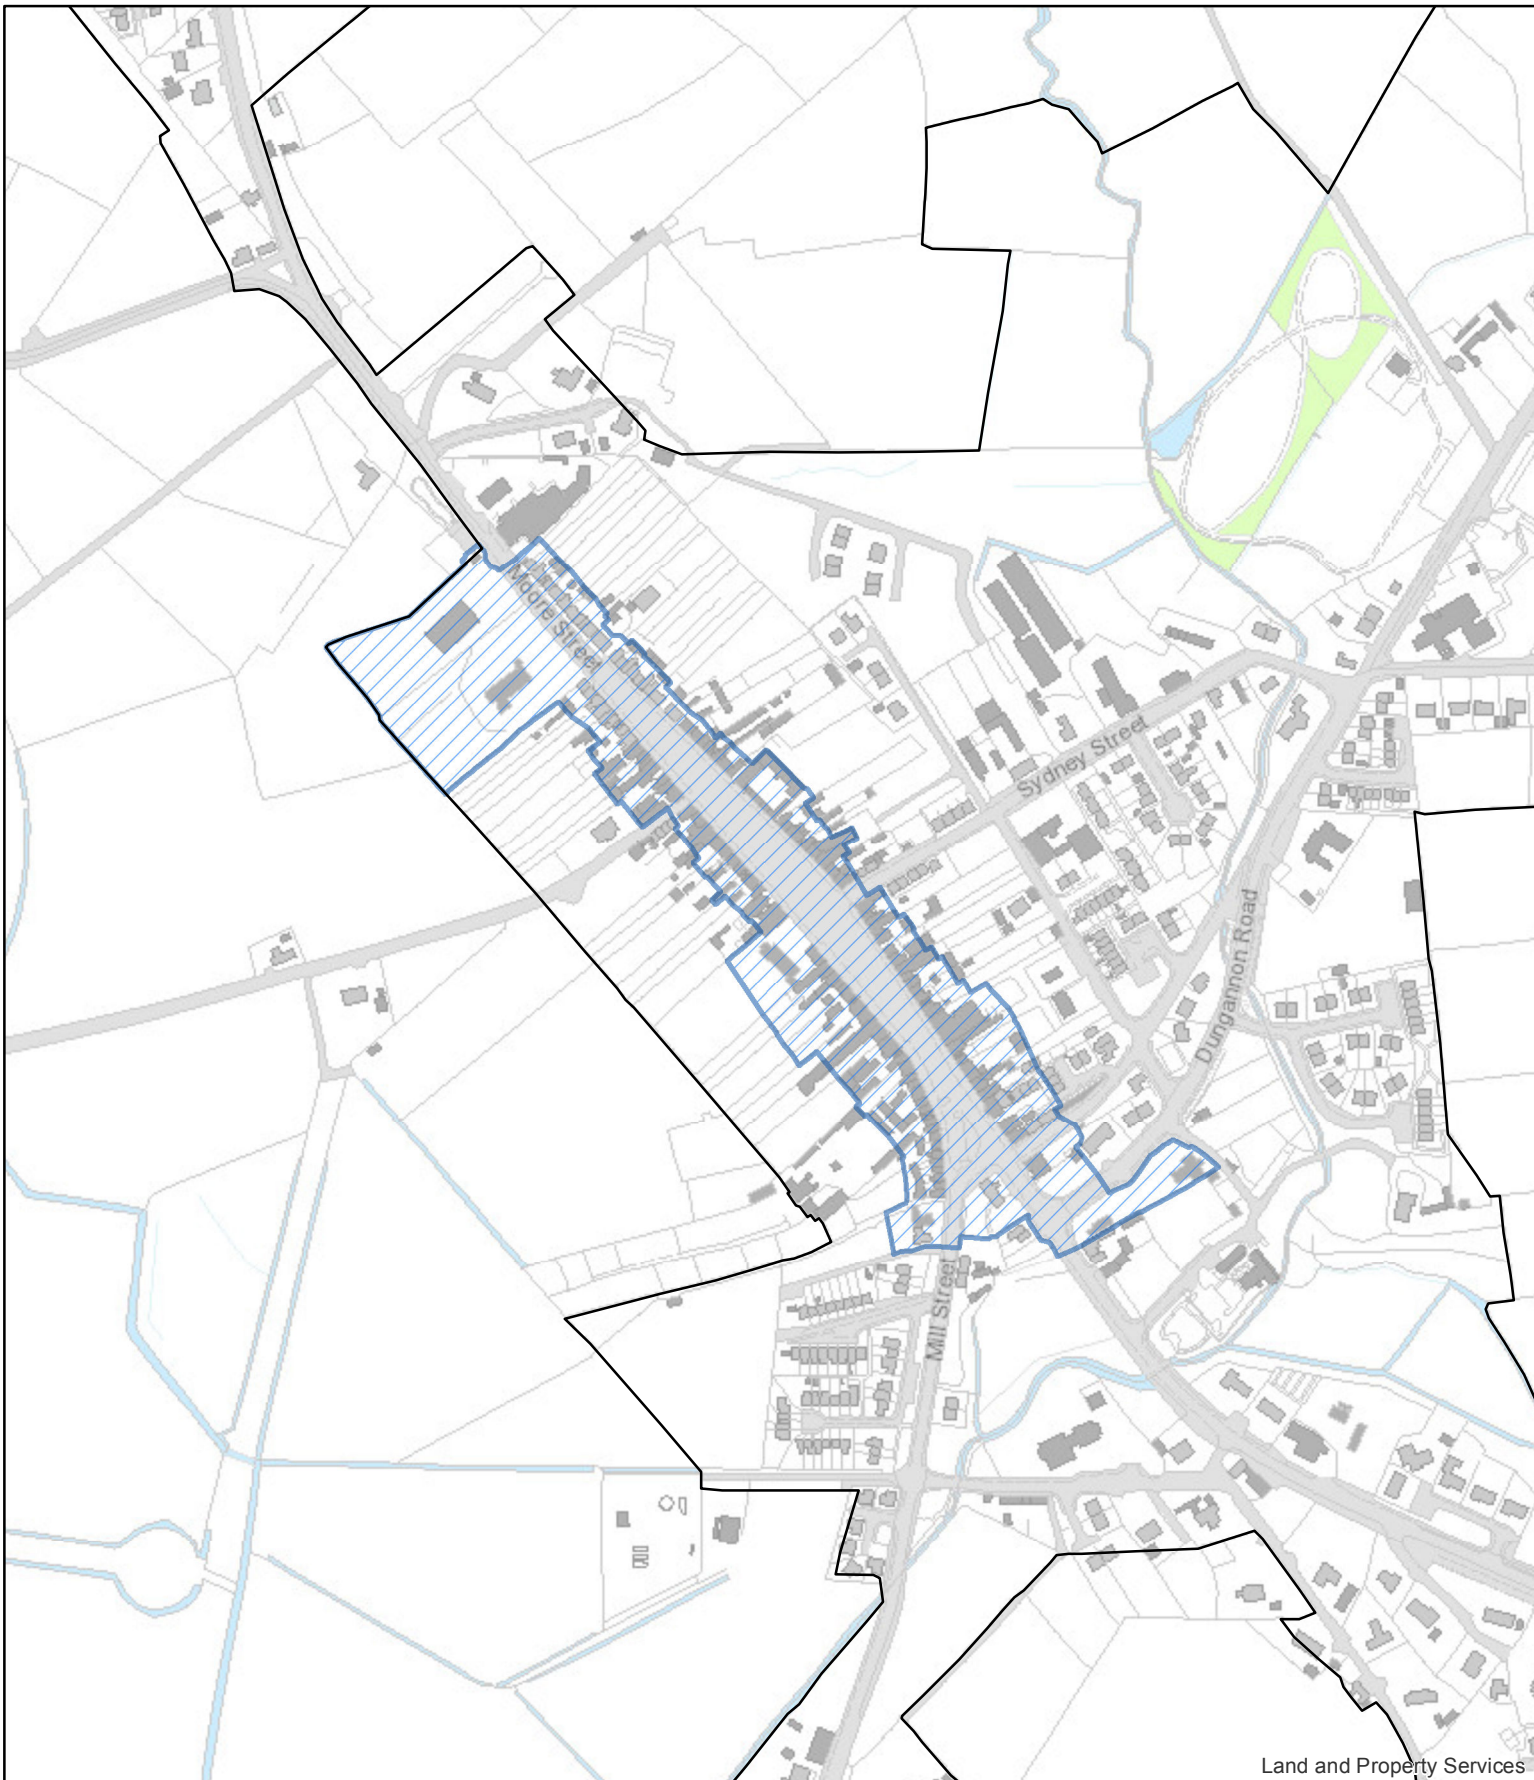 Moore Street
Sydney Street
Dungannon Road
Mill Street
Land and Property Services